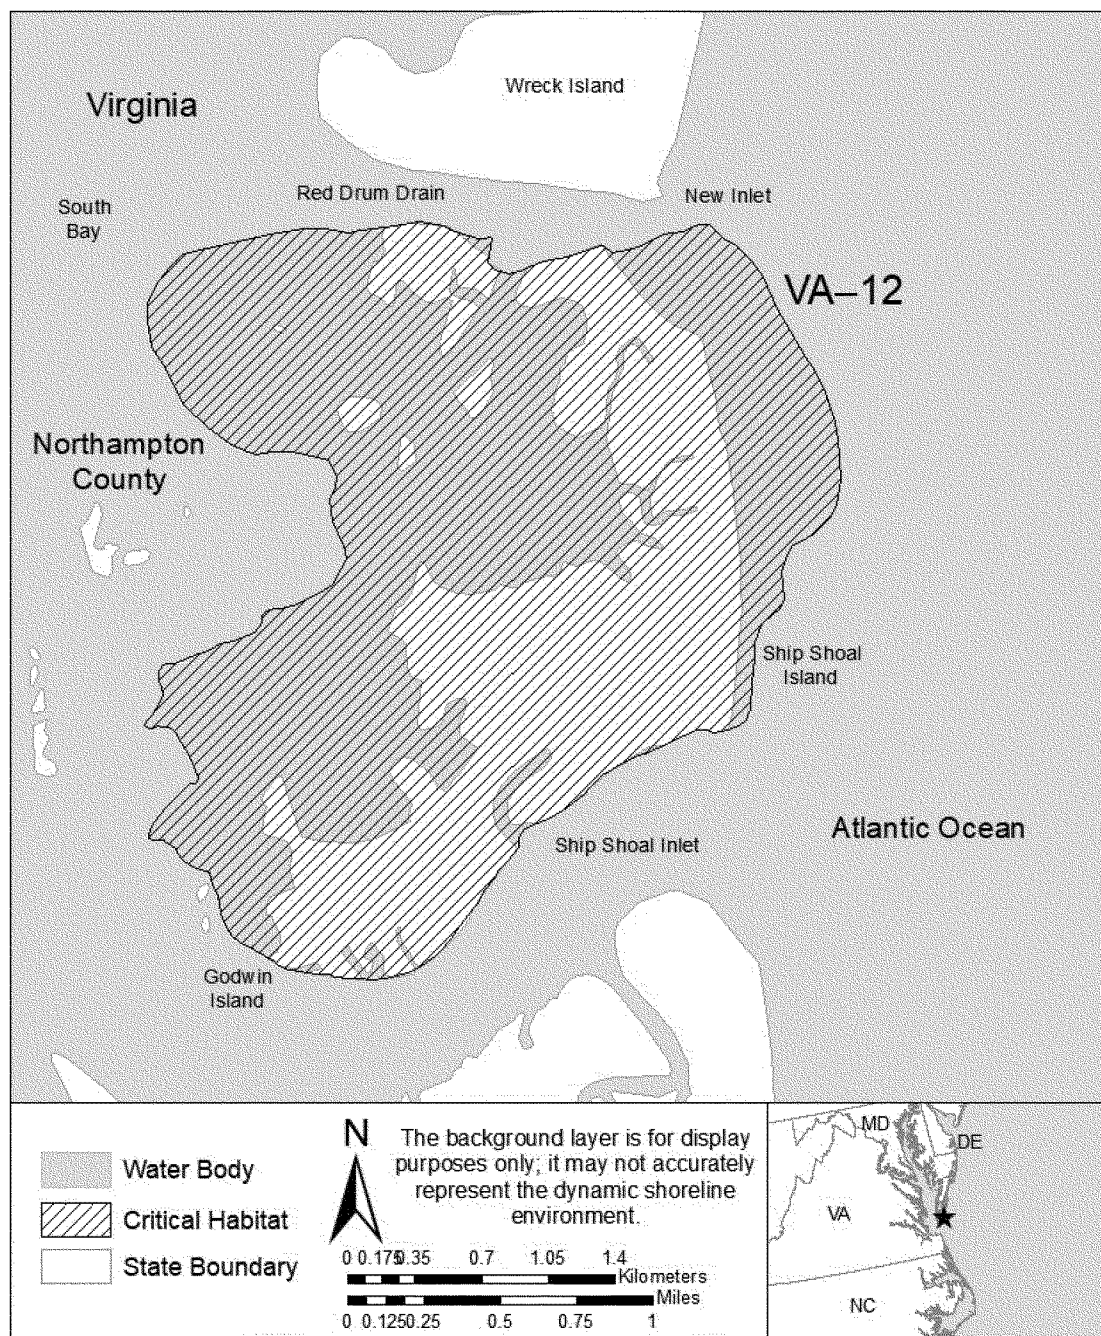 Wreck Island
Virginia
Red Drum Drain
New Inlet
South
Bay
VA–12
Northampton
County
Ship Shoal
Island
Atlantic Ocean
Ship Shoal Inlet
Godwin
Island
Water Body
Critical Habitat
State Boundary
N
The background layer is for display
purposes only; it may not accurately
represent the dynamic shoreline
environment.
0 0.175 0.35 0.7 1.05 1.4
Kilometers
Miles
0 0.125 0.25 0.5 0.75 1
MD
DE
VA
NC